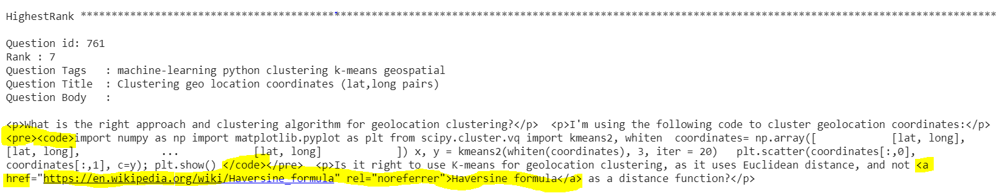 HighestRank ****************************************************************************************************************************************************
Question id: 761
Rank : 7
Question Tags   : machine-learning python clustering k-means geospatial
Question Title  : Clustering geo location coordinates (lat,long pairs)
Question Body   :
<p>What is the right approach and clustering algorithm for geolocation clustering?</p>  <p>I'm using the following code to cluster geolocation coordinates:</p>
<pre><code>import numpy as np import matplotlib.pyplot as plt from scipy.cluster.vq import kmeans2, whiten  coordinates= np.array([            [lat, long],
[lat, long],             ...              [lat, long]            ]) x, y = kmeans2(whiten(coordinates), 3, iter = 20)   plt.scatter(coordinates[:,0],
coordinates[:,1], c=y); plt.show() </code></pre>  <p>Is it right to use K-means for geolocation clustering, as it uses Euclidean distance, and not <a
href="https://en.wikipedia.org/wiki/Haversine_formula" rel="noreferrer">Haversine formula</a> as a distance function?</p>